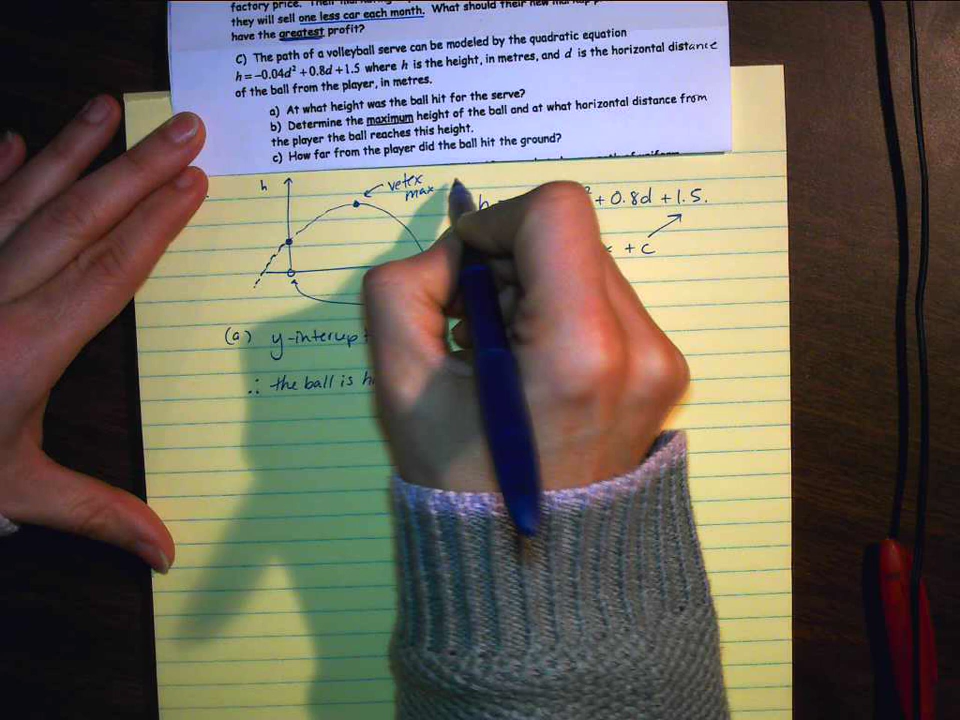 factory price. Their
they will sell one less car each month. What should their new
have the greatest profit?
C) The path of a volleyball serve can be modeled by the quadratic equation
h = -0.04d² + 0.8d + 1.5 where h is the height, in metres, and d is the horizontal distance
of the ball from the player, in metres.
a) At what height was the ball hit for the serve?
b) Determine the maximum height of the ball and at what horizontal distance from
the player the ball reaches this height.
c) How far from the player did the ball hit the ground?
h
vetex
max
h + 0.8d + 1.5.
+ c
(a) y-interup
∴ the ball is